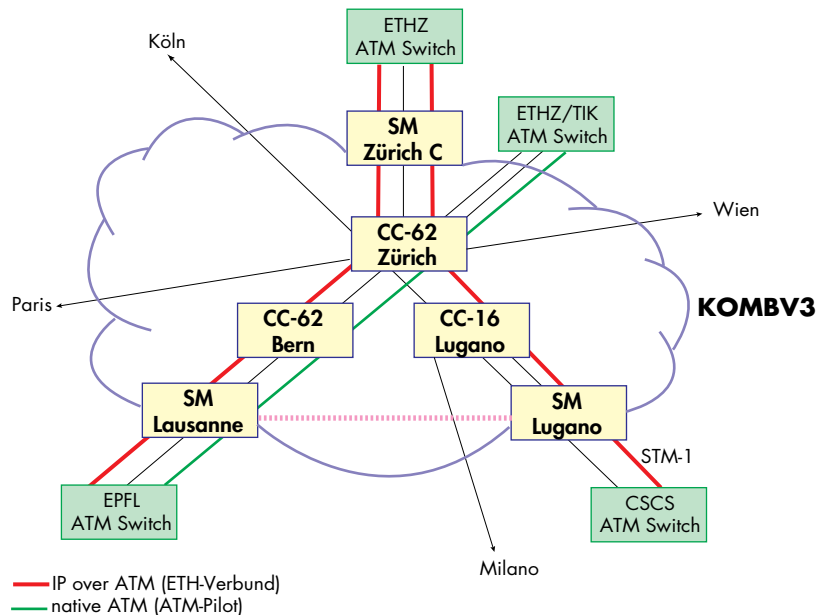 ETHZ
ATM Switch
Köln
ETHZ/TIK
ATM Switch
SM
Zürich C
Wien
CC-62
Zürich
Paris
KOMBV3
CC-62
Bern
CC-16
Lugano
SM
Lausanne
SM
Lugano
STM-1
EPFL
ATM Switch
CSCS
ATM Switch
Milano
IP over ATM (ETH-Verbund)
native ATM (ATM-Pilot)